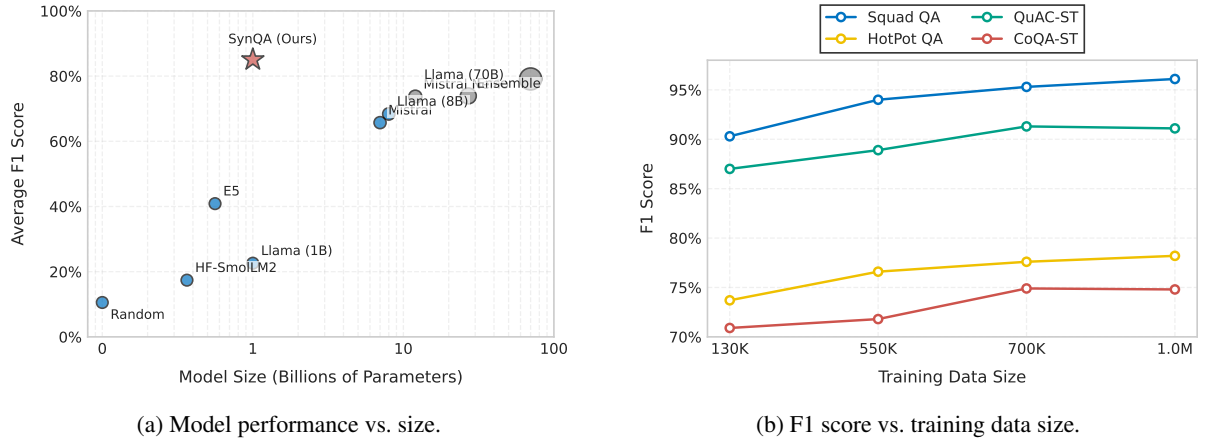 100%
80%
60%
40%
20%
0%
Average F1 Score
SynQA (Ours)
Llama (70B)
Mistral Ensemble
Llama (8B)
Mistral
E5
Llama (1B)
HF-SmolLM2
Random
0
1
10
100
Model Size (Billions of Parameters)
(a) Model performance vs. size.
Squad QA
QuAC-ST
HotPot QA
CoQA-ST
95%
90%
85%
80%
75%
70%
F1 Score
130K
550K
700K
1.0M
Training Data Size
(b) F1 score vs. training data size.